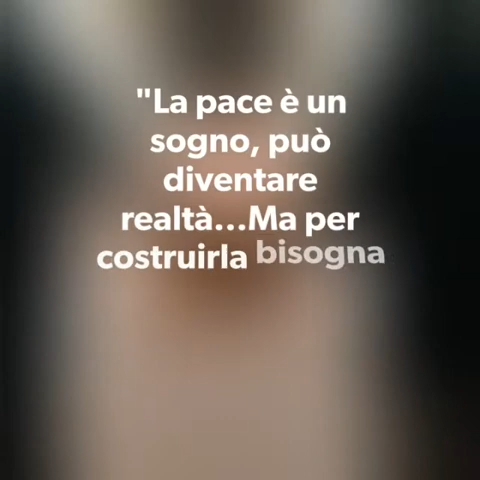 "La pace è un
sogno, può
diventare
realtà...Ma per
costruirla bisogna